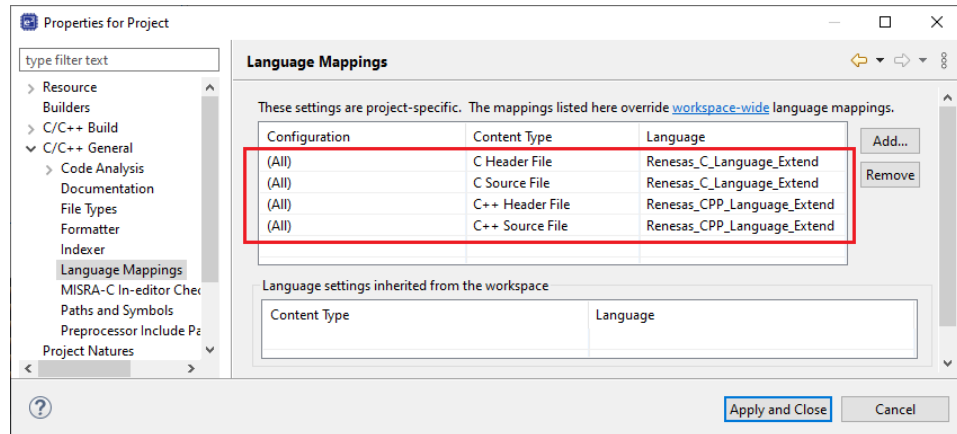 Properties for Project
type filter text
Resource
Builders
C/C++ Build
C/C++ General
Code Analysis
Documentation
File Types
Formatter
Indexer
Language Mappings
MISRA-C In-editor Chec
Paths and Symbols
Preprocessor Include Pa
Project Natures
Language Mappings
These settings are project-specific. The mappings listed here override workspace-wide language mappings.
Configuration Content Type Language
(All) C Header File Renesas_C_Language_Extend
(All) C Source File Renesas_C_Language_Extend
(All) C++ Header File Renesas_CPP_Language_Extend
(All) C++ Source File Renesas_CPP_Language_Extend
Add...
Remove
Language settings inherited from the workspace
Content Type Language
? Apply and Close Cancel